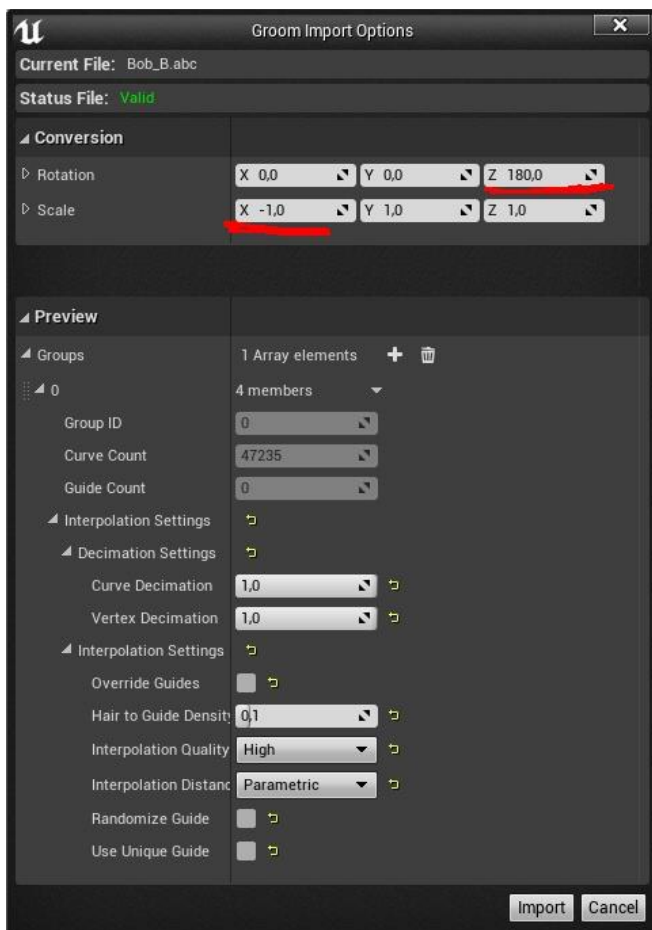 Groom Import Options
Current File: Bob_B.abc
Status File: Valid
Conversion
Rotation X 0,0 Y 0,0 Z 180,0
Scale X -1,0 Y 1,0 Z 1,0
Preview
Groups 1 Array elements
0 4 members
Group ID 0
Curve Count 47235
Guide Count 0
Interpolation Settings
Decimation Settings
Curve Decimation 1,0
Vertex Decimation 1,0
Interpolation Settings
Override Guides
Hair to Guide Density 0,1
Interpolation Quality High
Interpolation Distanc Parametric
Randomize Guide
Use Unique Guide
Import Cancel